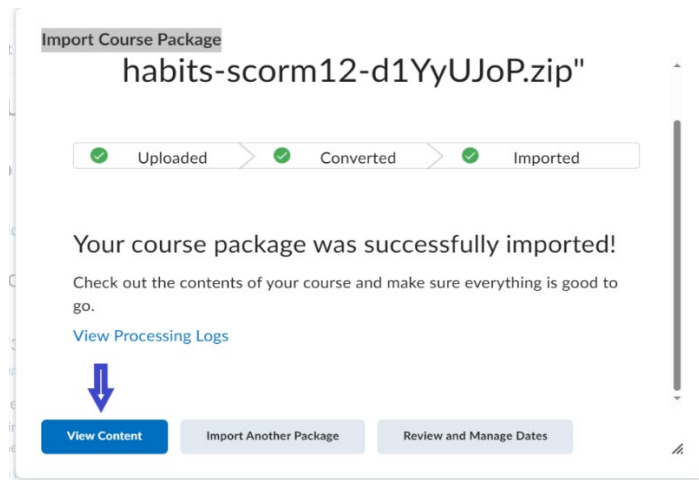 Import Course Package
habits-scorm12-d1YyUJoP.zip"
Uploaded
Converted
Imported
Your course package was successfully imported!
Check out the contents of your course and make sure everything is good to
go.
View Processing Logs
View Content
Import Another Package
Review and Manage Dates